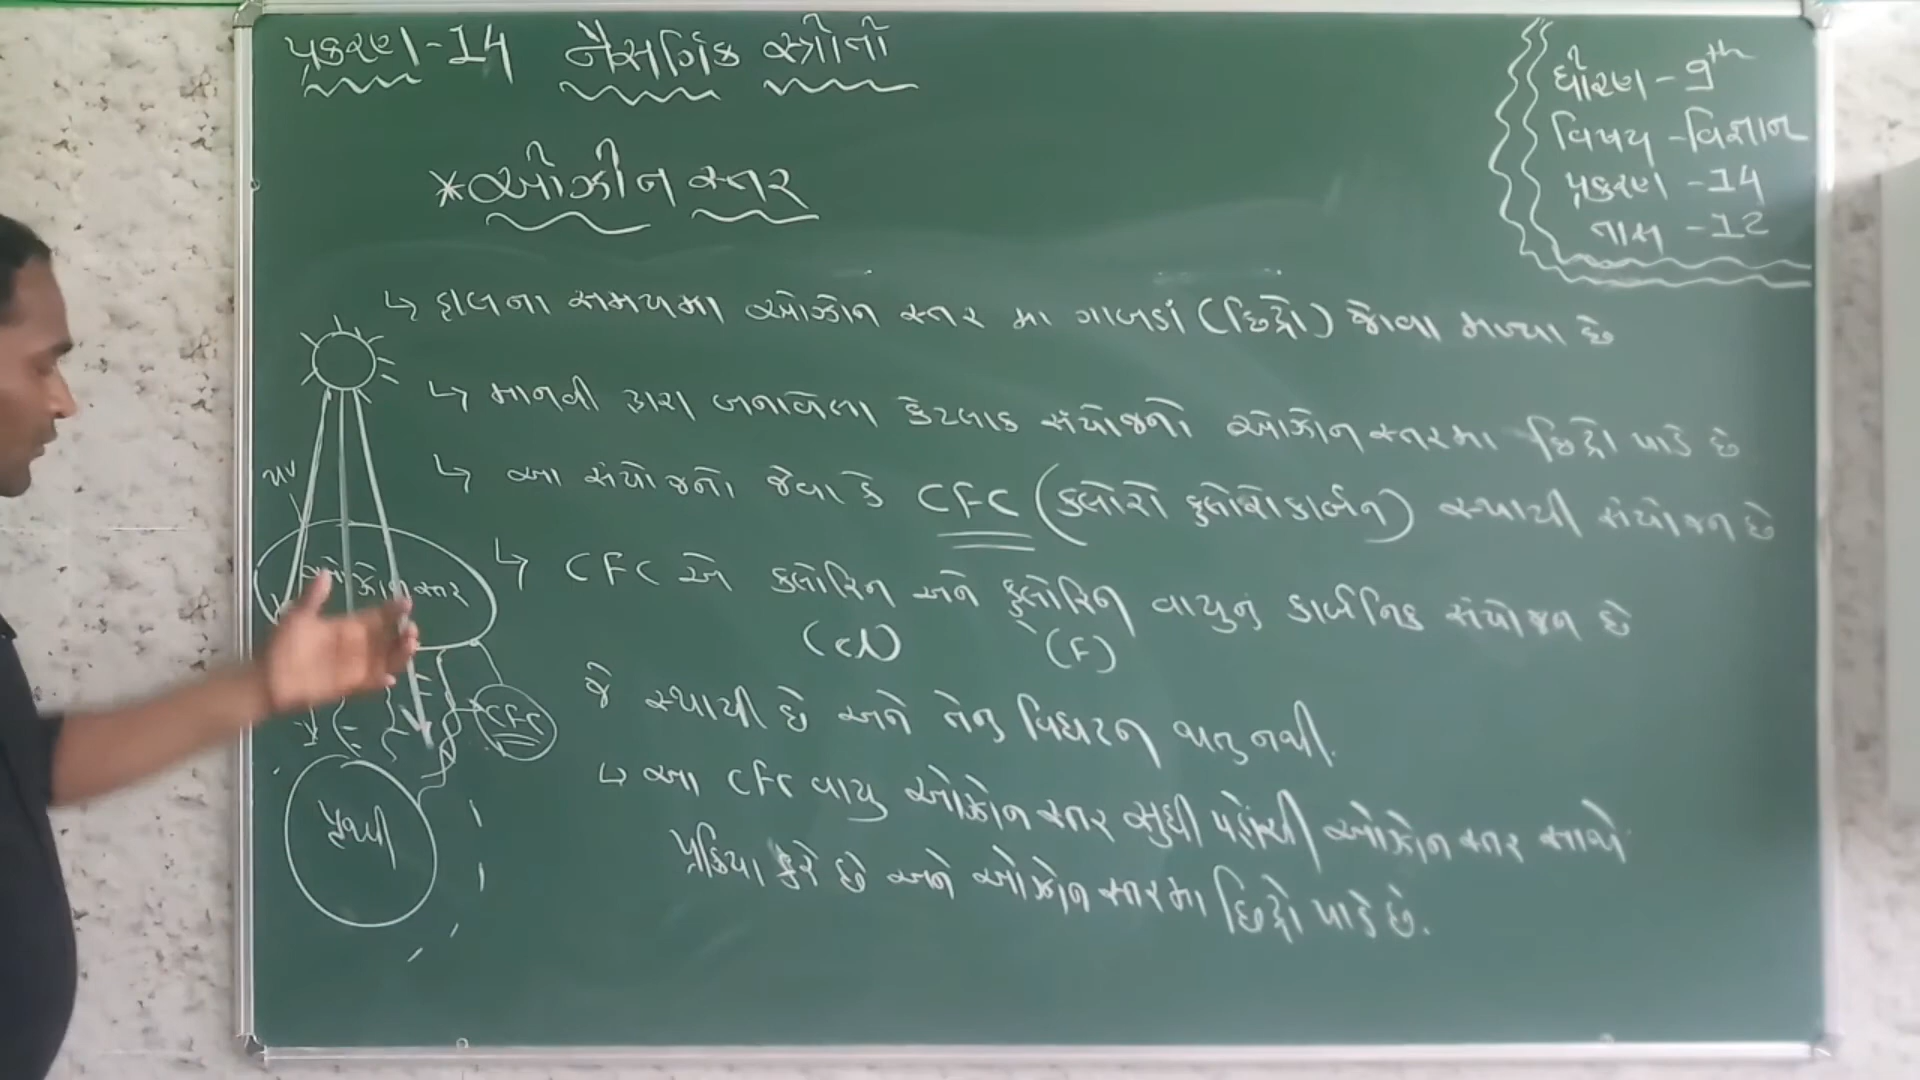 પ્રકરણ -14 નૈસર્ગિક સ્ત્રોતો
ધોરણ - 9th
વિષય - વિજ્ઞાન
પ્રકરણ - 14
તાસ - 12
* ઓઝોન સ્તર
↳ હાલના સમયમા ઓઝોન સ્તર મા ગાબડાં (છિદ્રો) જોવા મળ્યા છે
↳ માનવી દ્વારા બનાવેલા કેટલાક સંયોજનો ઓઝોન સ્તરમા છિદ્રો પાડે છે
↳ આ સંયોજનો જેવા કે CFC (ક્લોરો ફ્લોરોકાર્બન) સ્થાયી સંયોજન છે
↳ CFC એ ક્લોરિન અને ફ્લોરિન વાયુનુ કાર્બનિક સંયોજન છે
(Cl) (F)
જે સ્થાયી છે અને તેનુ વિઘટન થતુ નથી.
↳ આ CFC વાયુ ઓઝોન સ્તર સુધી પહોંચી ઓઝોન સ્તર સાથે
પ્રક્રિયા કરે છે અને ઓઝોન સ્તરમા છિદ્રો પાડે છે.
UV
ઓઝોન સ્તર
CFC
પૃથ્વી